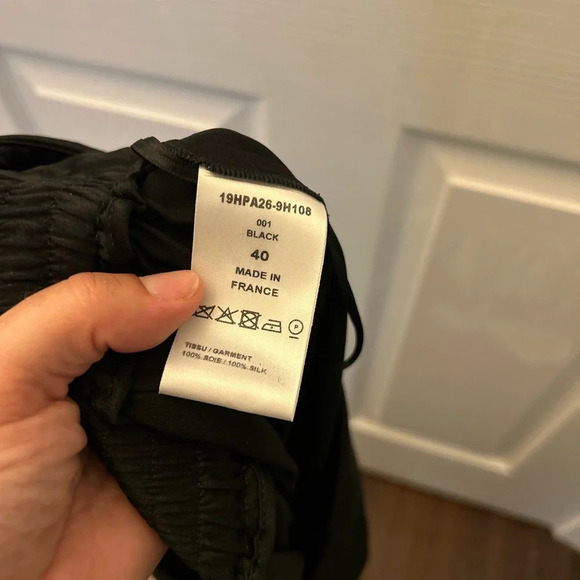 19HPA26-9H108
001
BLACK
40
MADE IN
FRANCE
P
TISSU / GARMENT
100% SOIE / 100% SILK